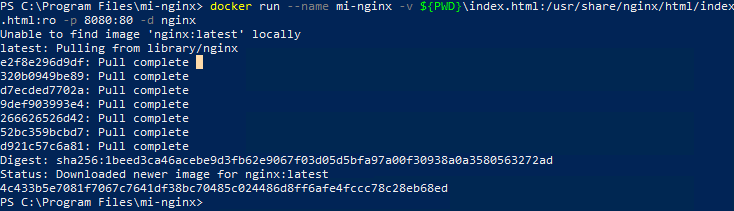 PS C:\Program Files\mi-nginx> docker run --name mi-nginx -v ${PWD}\index.html:/usr/share/nginx/html/index
.html:ro -p 8080:80 -d nginx
Unable to find image 'nginx:latest' locally
latest: Pulling from library/nginx
e2f8e296d9df: Pull complete
320b0949be89: Pull complete
d7ecded7702a: Pull complete
9def903993e4: Pull complete
266626526d42: Pull complete
52bc359bcbd7: Pull complete
d921c57c6a81: Pull complete
Digest: sha256:1beed3ca46acebe9d3fb62e9067f03d05d5bfa97a00f30938a0a3580563272ad
Status: Downloaded newer image for nginx:latest
4c433b5e7081f7067c7641df38bc70485c024486d8ff6afe4fccc78c28eb68ed
PS C:\Program Files\mi-nginx>